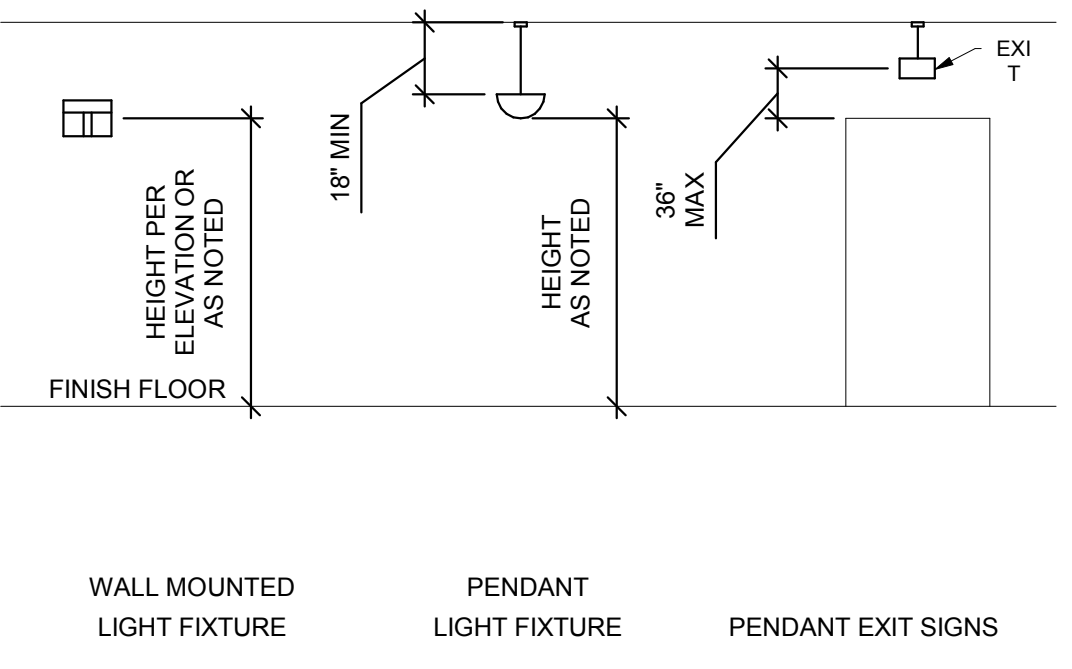 EXI
T
18" MIN
36"
MAX
HEIGHT PER
ELEVATION OR
AS NOTED
HEIGHT
AS NOTED
FINISH FLOOR
WALL MOUNTED
LIGHT FIXTURE
PENDANT
LIGHT FIXTURE
PENDANT EXIT SIGNS